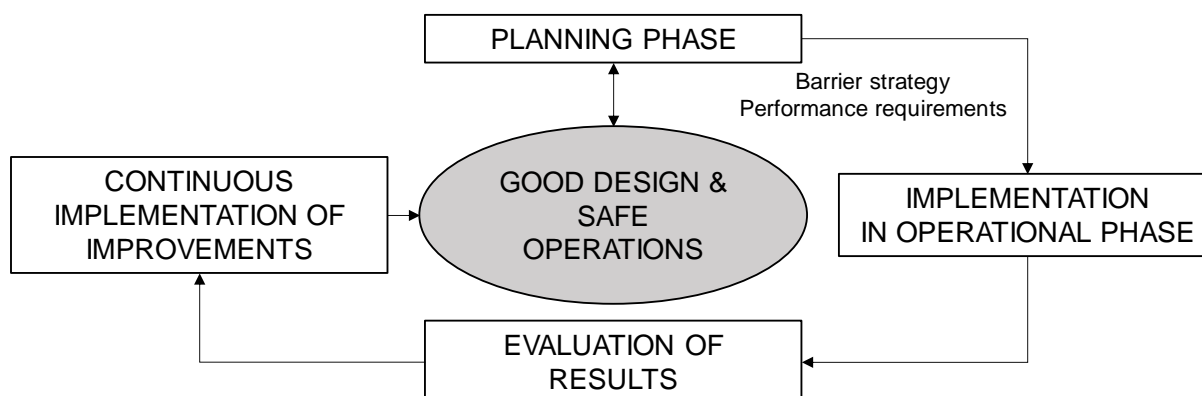 PLANNING PHASE
Barrier strategy
Performance requirements
CONTINUOUS
IMPLEMENTATION OF
IMPROVEMENTS
GOOD DESIGN &
SAFE
OPERATIONS
IMPLEMENTATION
IN OPERATIONAL PHASE
EVALUATION OF
RESULTS